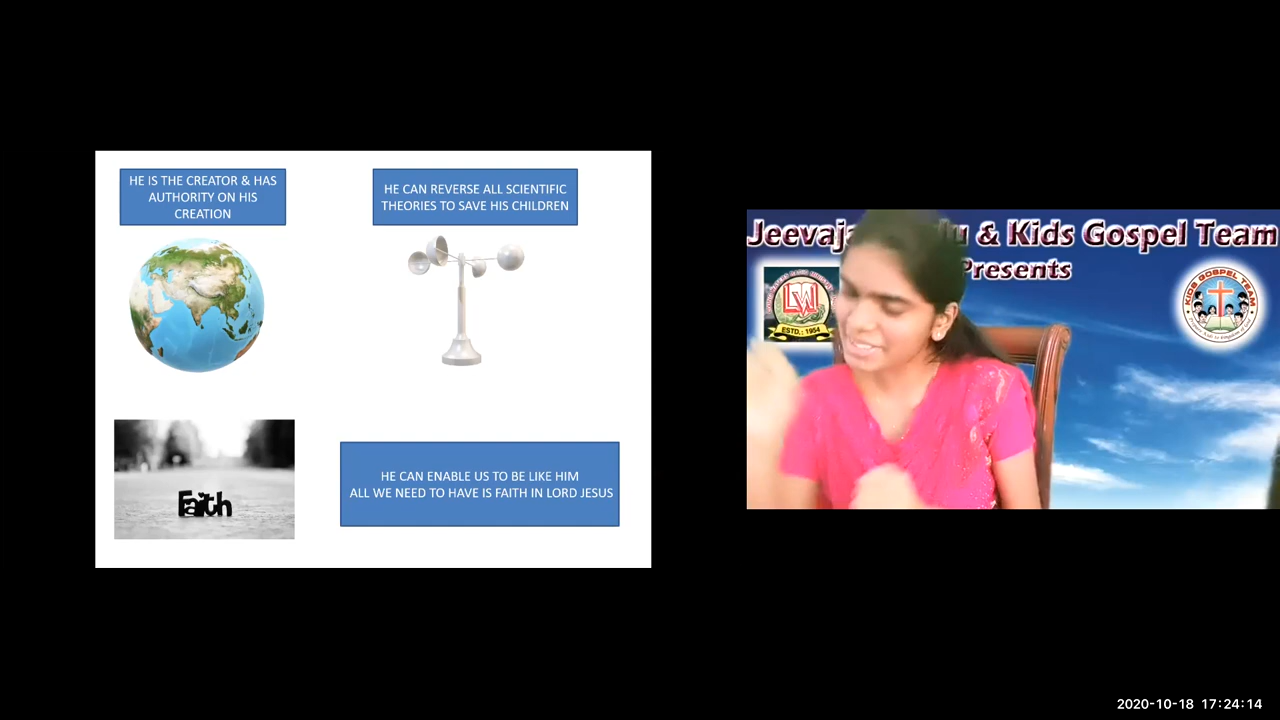 HE IS THE CREATOR & HAS
AUTHORITY ON HIS
CREATION
HE CAN REVERSE ALL SCIENTIFIC
THEORIES TO SAVE HIS CHILDREN
Faith
HE CAN ENABLE US TO BE LIKE HIM
ALL WE NEED TO HAVE IS FAITH IN LORD JESUS
& Kids Gospel Team
Presents
LW
ESTD.: 1954
KIDS GOSPEL TEAM
2020-10-18 17:24:14